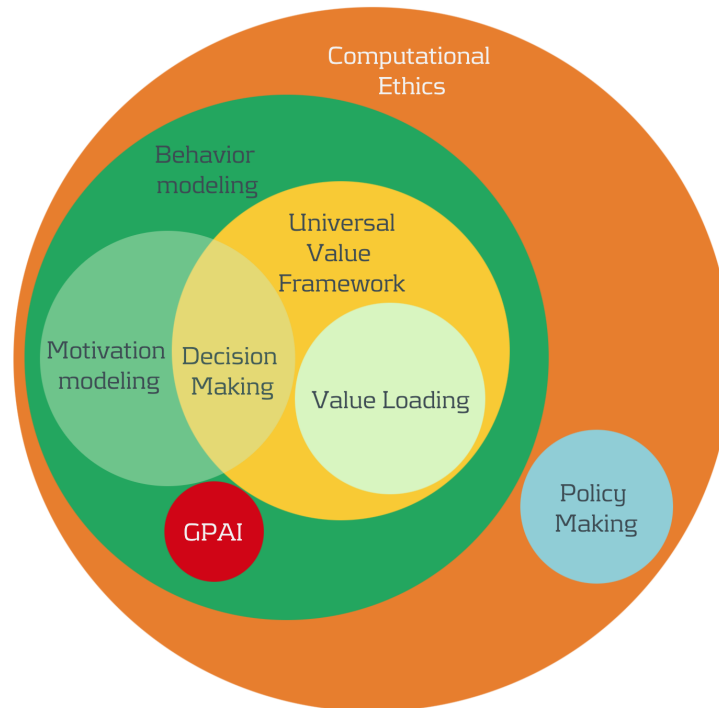 Computational
Ethics
Behavior
modeling
Universal
Value
Framework
Motivation
modeling
Decision
Making
Value Loading
GPAI
Policy
Making